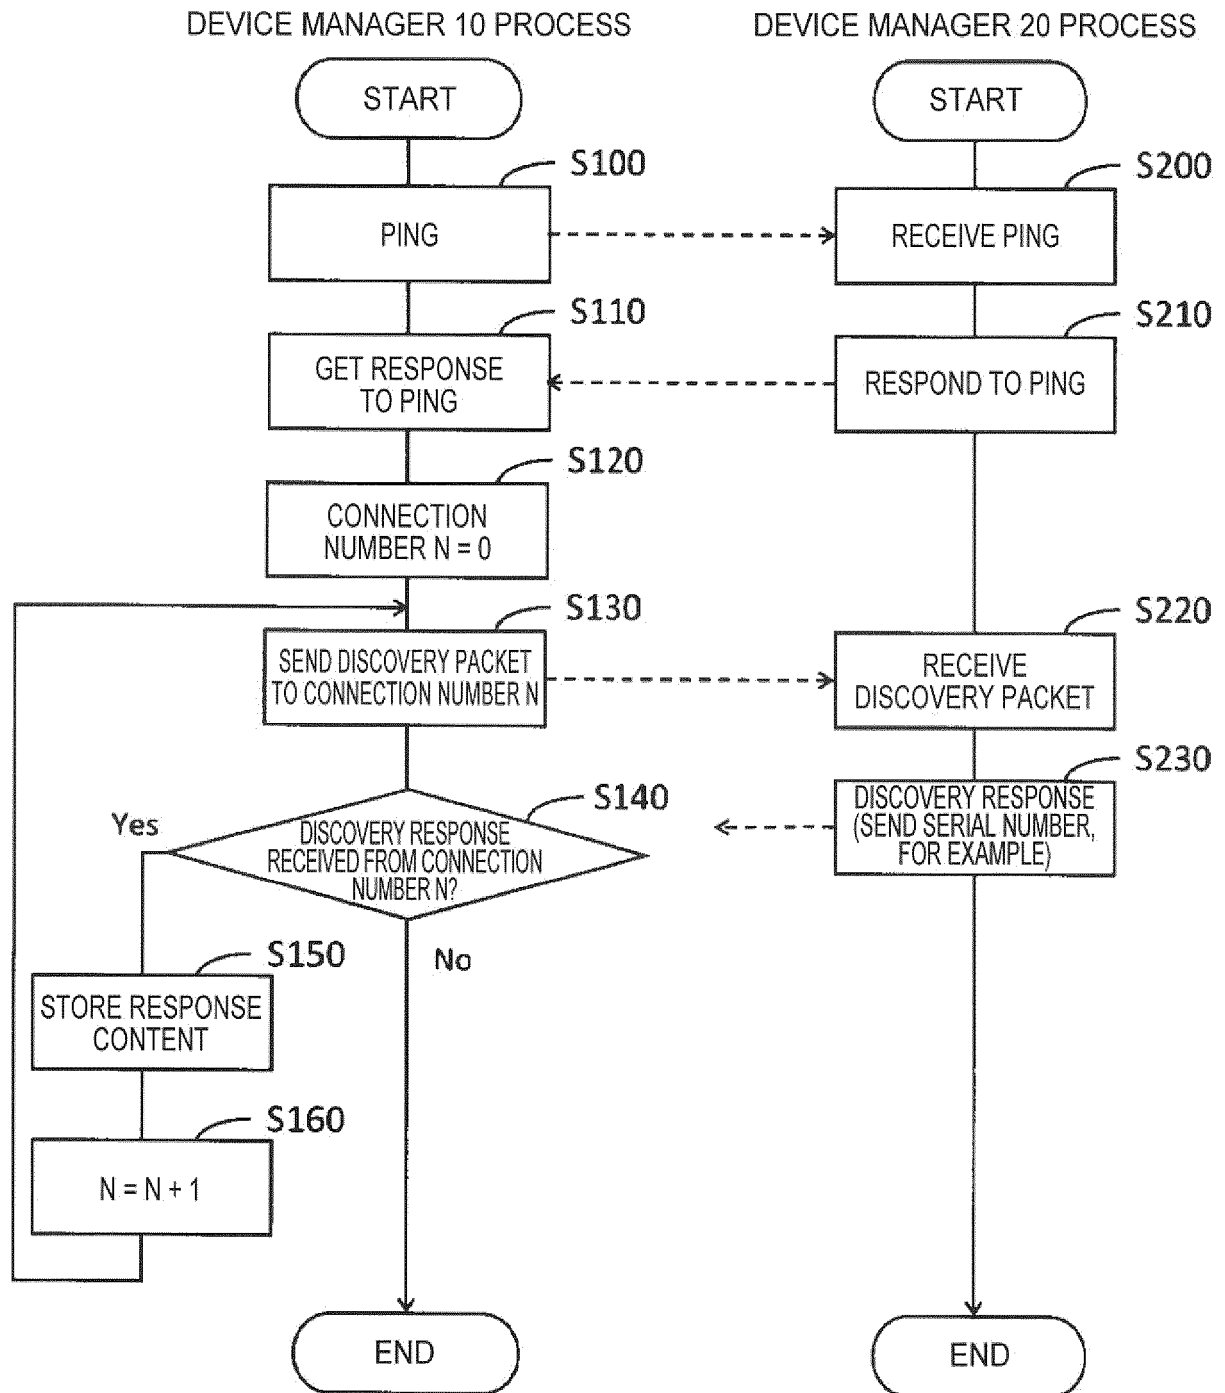 DEVICE MANAGER 10 PROCESS
START
S100
PING
S110
GET RESPONSE
TO PING
S120
CONNECTION
NUMBER N = 0
S130
SEND DISCOVERY PACKET
TO CONNECTION NUMBER N
S140
DISCOVERY RESPONSE
RECEIVED FROM CONNECTION
NUMBER N?
Yes
No
S150
STORE RESPONSE
CONTENT
S160
N = N + 1
END
DEVICE MANAGER 20 PROCESS
START
S200
RECEIVE PING
S210
RESPOND TO PING
S220
RECEIVE
DISCOVERY PACKET
S230
DISCOVERY RESPONSE
(SEND SERIAL NUMBER,
FOR EXAMPLE)
END